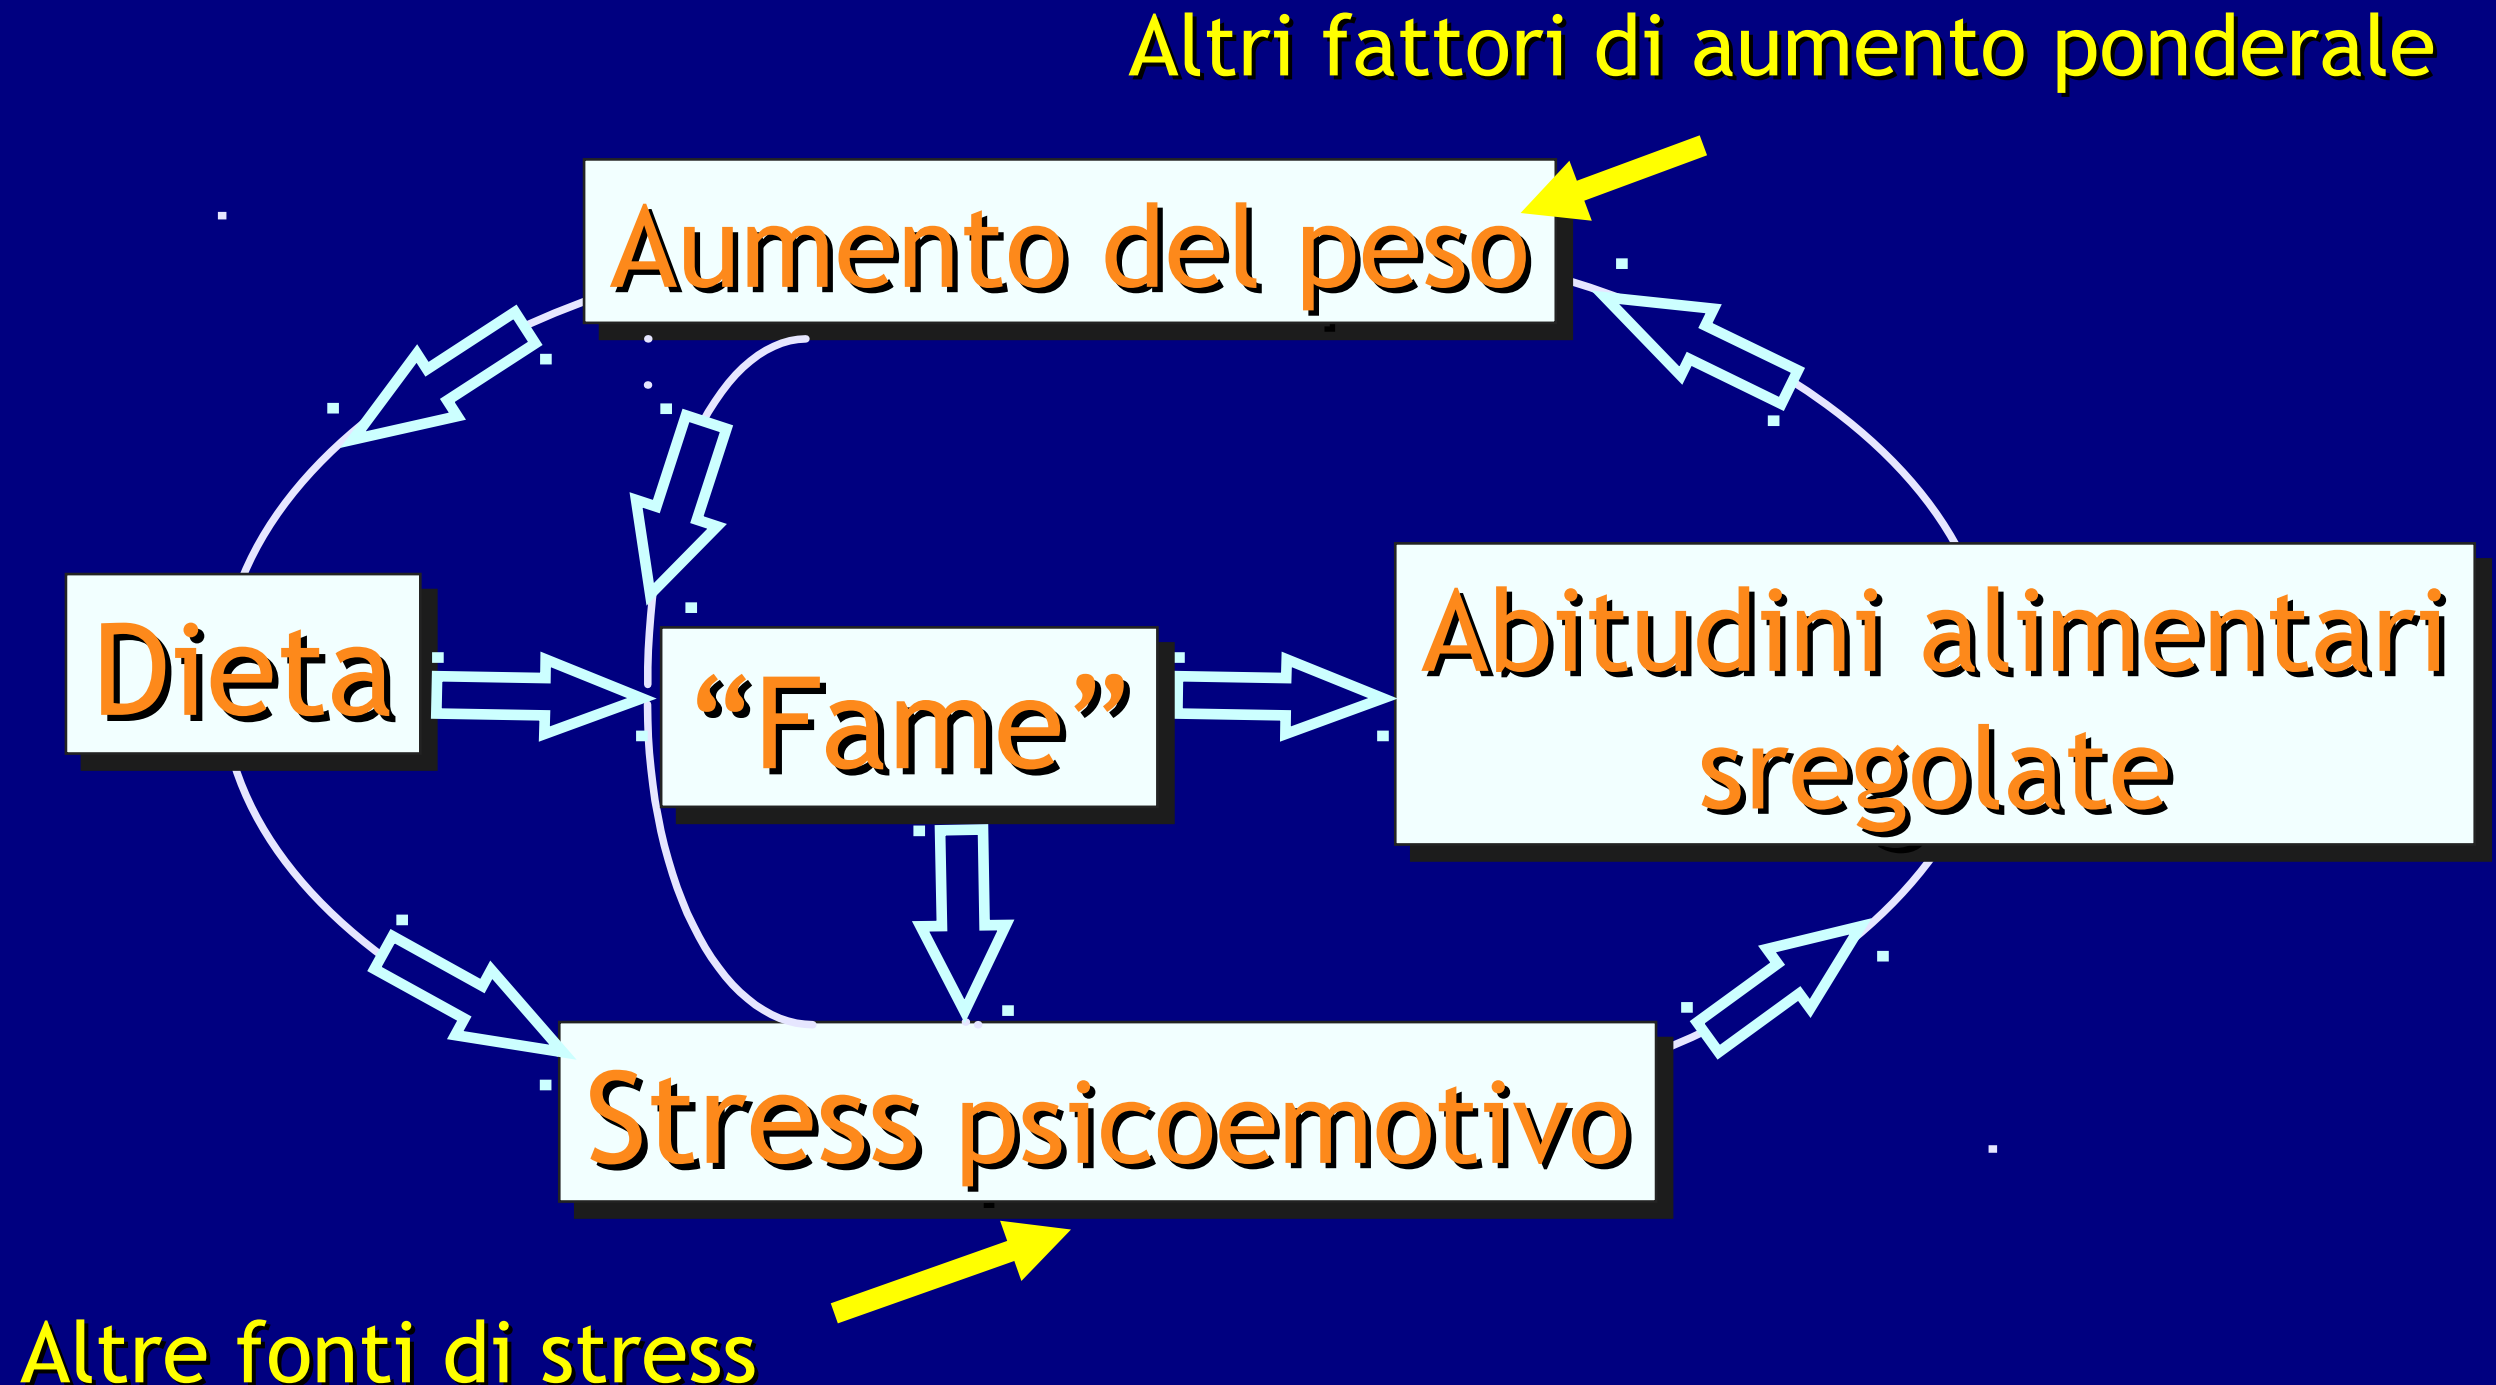 Altri fattori di aumento ponderale
Aumento del peso
Dieta
“Fame”
Abitudini alimentari
sregolate
Stress psicoemotivo
Altre fonti di stress